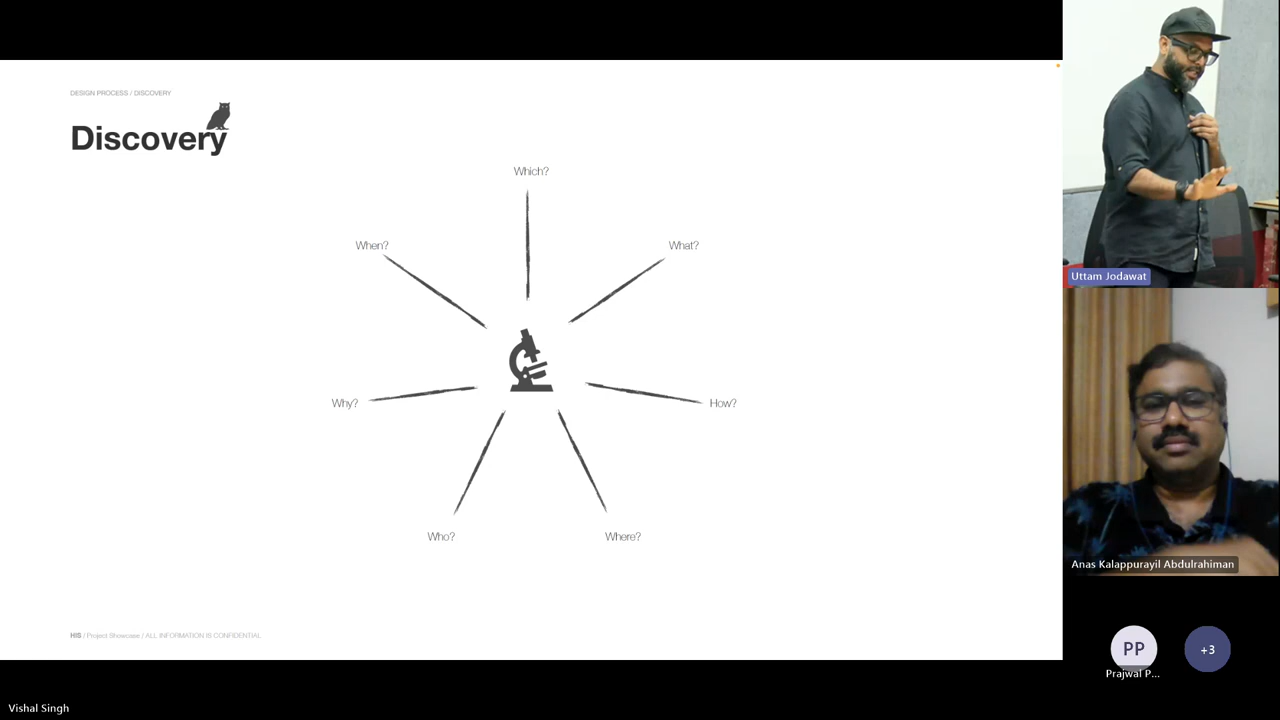 DESIGN PROCESS / DISCOVERY
Discovery
Which?
When?
What?
Why?
How?
Who?
Where?
HIS / Project Showcase / ALL INFORMATION IS CONFIDENTIAL
Uttam Jodawat
Anas Kalappurayil Abdulrahiman
PP
+3
Prajwal P...
Vishal Singh